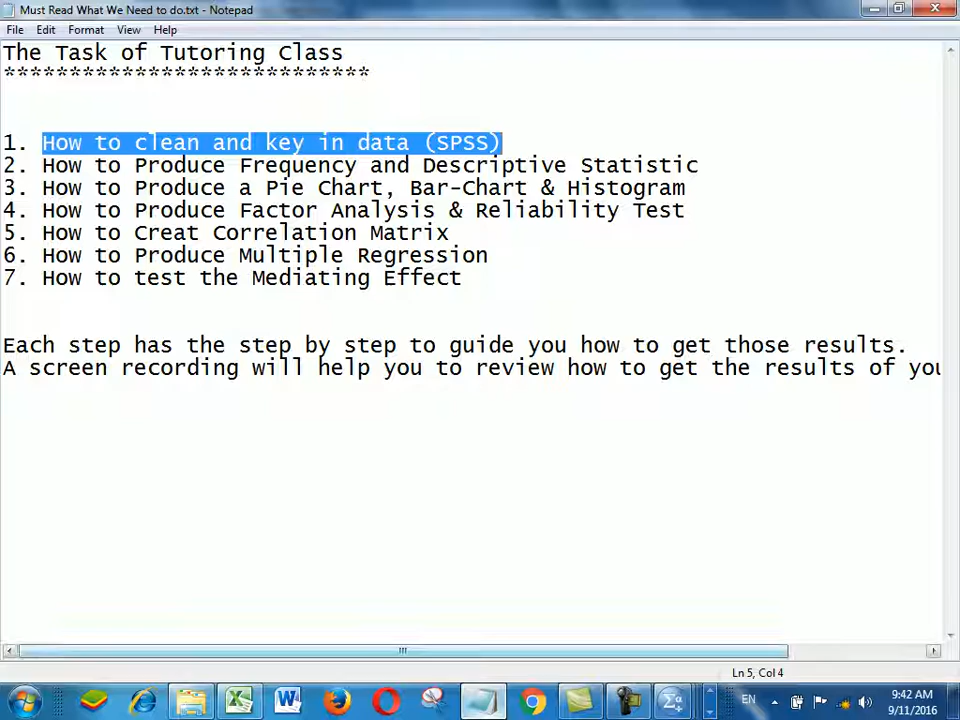 Must Read What We Need to do.txt - Notepad
File Edit Format View Help
The Task of Tutoring Class
****************************
1. How to clean and key in data (SPSS)
2. How to Produce Frequency and Descriptive Statistic
3. How to Produce a Pie Chart, Bar-Chart & Histogram
4. How to Produce Factor Analysis & Reliability Test
5. How to Creat Correlation Matrix
6. How to Produce Multiple Regression
7. How to test the Mediating Effect
Each step has the step by step to guide you how to get those results.
A screen recording will help you to review how to get the results of you
Ln 5, Col 4
EN
9:42 AM
9/11/2016